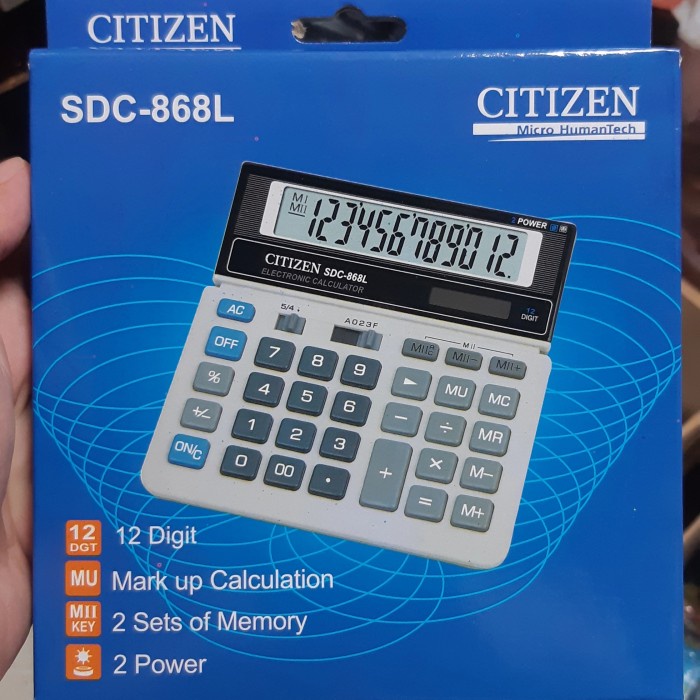 CITIZEN
SDC-868L
CITIZEN
Micro HumanTech
MI
MII
123456789012.
2 POWER
CITIZEN SDC-868L
ELECTRONIC CALCULATOR
12
DIGIT
AC
5/4
A023F
MII
OFF
7
8
9
MII-
MII+
%
4
5
6
MU
MC
+/-
1
2
3
-
÷
MR
ON/C
0
00
.
+
×
M-
=
M+
12
DGT
12 Digit
MU
Mark up Calculation
MII
KEY
2 Sets of Memory
2 Power